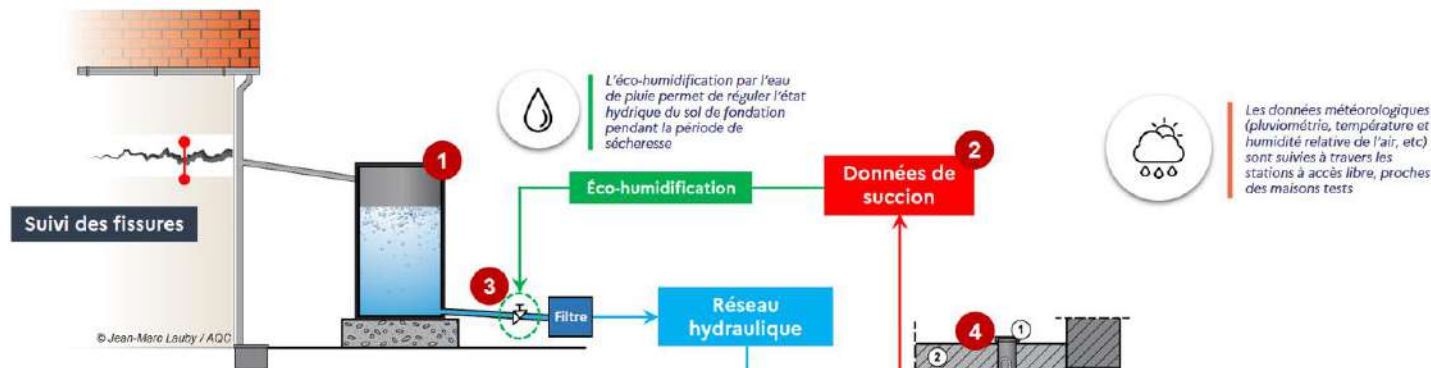 L'éco-humidification par l'eau
de pluie permet de réguler l'état
hydrique du sol de fondation
pendant la période de
sécheresse
Les données météorologiques
(pluviométrie, température et
humidité relative de l'air, etc)
sont suivies à travers les
stations à accès libre, proches
des maisons tests
1
2
Données de
succion
Éco-humidification
Suivi des fissures
3
Filtre
Réseau
hydraulique
4
1
2
© Jean-Marc Lauby / AQC